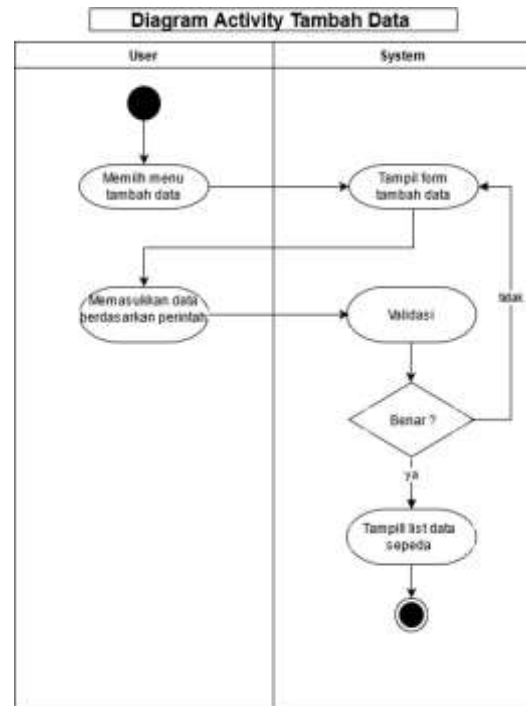 Diagram Activity Tambah Data
User
System
Memilih menu
tambah data
Tampil form
tambah data
Memasukkan data
berdasarkan perintah
Validasi
tidak
Benar ?
ya
Tampill list data
sepeda